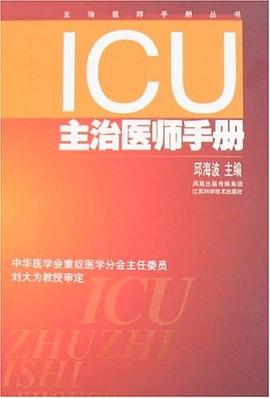 主治医师手册丛书
ICU
主治医师手册
邱海波 主编
凤凰出版传媒集团
江苏科学技术出版社
中华医学会重症医学分会主任委员
刘大为教授审定
ICU
ZHUZHI
YISHI
SHOUCE